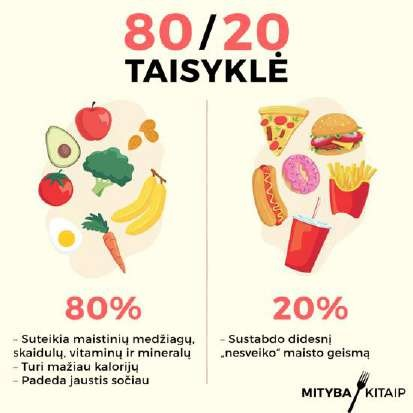 80/20
TAISYKLĖ
80%
– Suteikia maistinių medžiagų,
skaidulų, vitaminų ir mineralų
– Turi mažiau kalorijų
– Padeda jaustis sočiau
20%
– Sustabdo didesnį
„nesveiko“ maisto geismą
MITYBA KITAIP